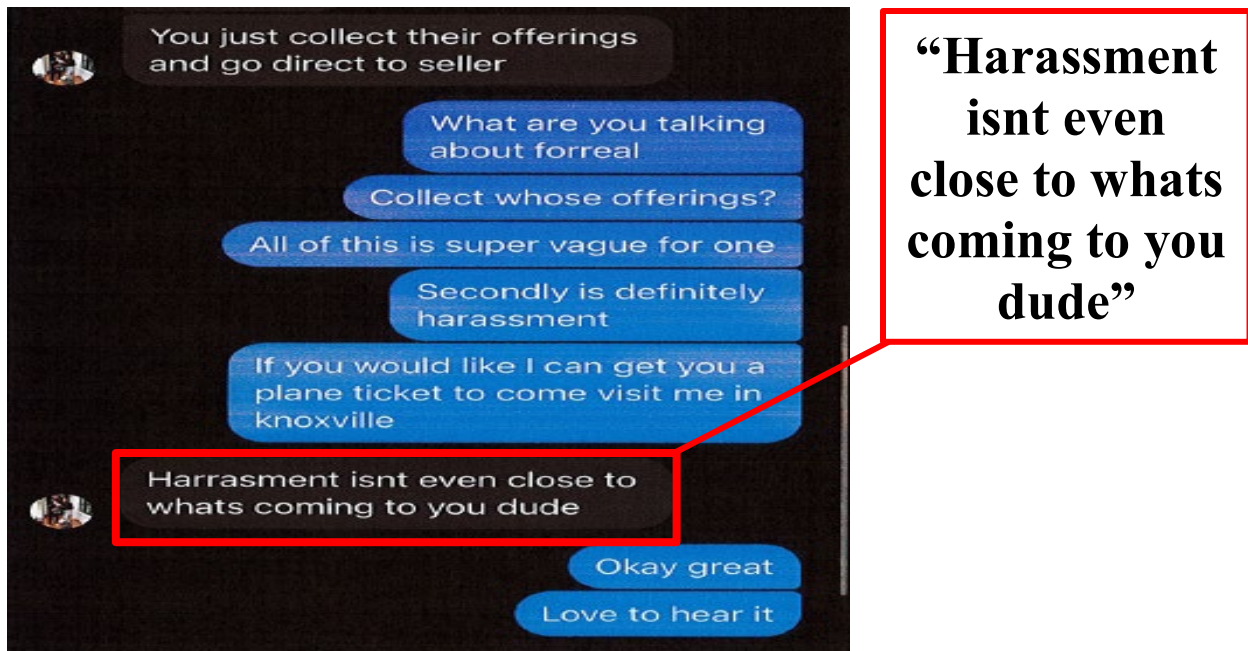 You just collect their offerings
and go direct to seller
What are you talking
about forreal
Collect whose offerings?
All of this is super vague for one
Secondly is definitely
harassment
If you would like I can get you a
plane ticket to come visit me in
knoxville
Harrasment isnt even close to
whats coming to you dude
Okay great
Love to hear it
“Harassment
isnt even
close to whats
coming to you
dude”